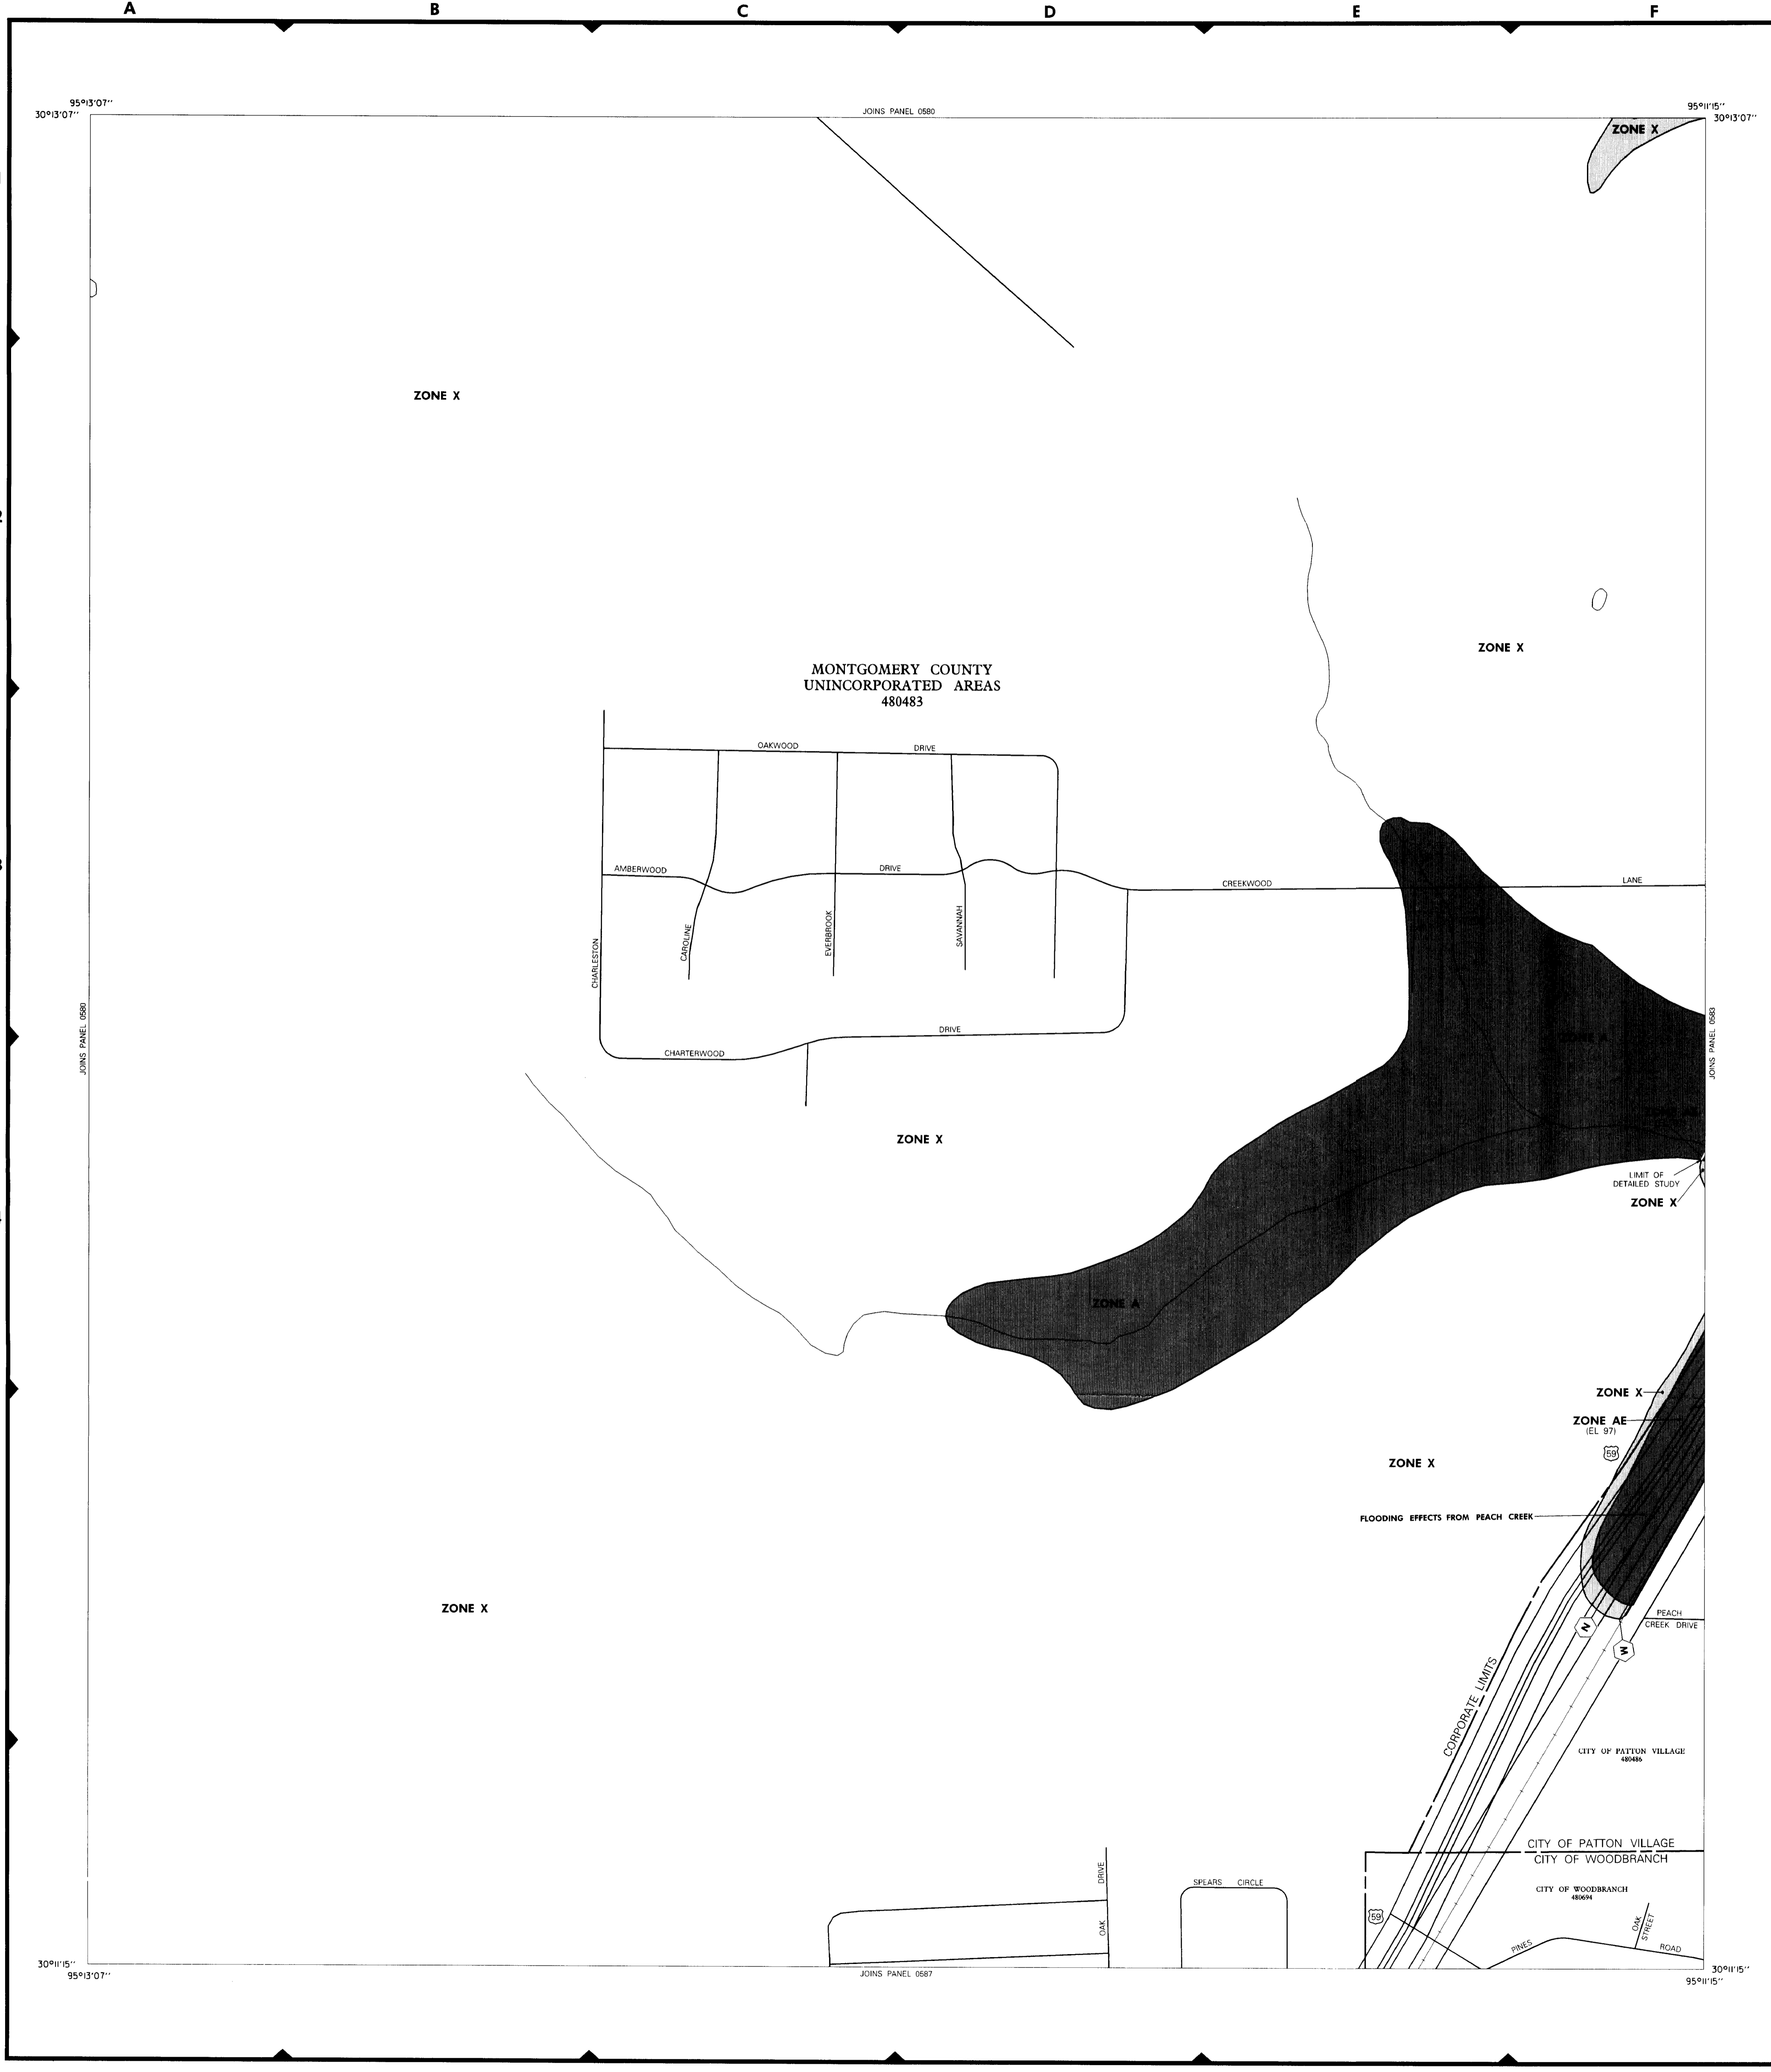 A B C D E F
95°13'07''
30°13'07''
JOINS PANEL 0580
95°11'15''
30°13'07''
ZONE X
ZONE X
2
ZONE X
MONTGOMERY COUNTY
UNINCORPORATED AREAS
480483
OAKWOOD DRIVE
AMBERWOOD DRIVE
CREEKWOOD LANE
CHARLESTON
CAROLINE
EVERBROOK
SAVANNAH
JOINS PANEL 0580
JOINS PANEL 0583
CHARTERWOOD DRIVE
ZONE A
ZONE X
LIMIT OF
DETAILED STUDY
ZONE X
ZONE A
ZONE X
ZONE AE
(EL 97)
59
ZONE X
FLOODING EFFECTS FROM PEACH CREEK
ZONE X
PEACH
CREEK DRIVE
N
W
CORPORATE LIMITS
CITY OF PATTON VILLAGE
480486
CITY OF PATTON VILLAGE
CITY OF WOODBRANCH
CITY OF WOODBRANCH
480694
OAK DRIVE
SPEARS CIRCLE
59
OAK
STREET
PINES ROAD
30°11'15''
95°13'07''
JOINS PANEL 0587
30°11'15''
95°11'15''